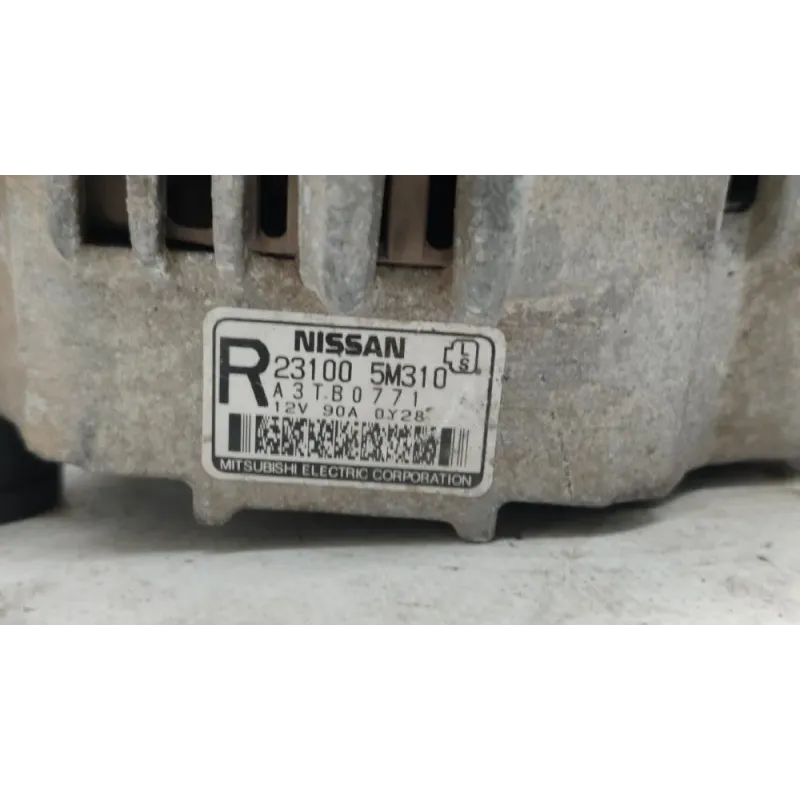 NISSAN
R 23100 5M310 L S
A3TB0771
12V 90A 0Y28
MITSUBISHI ELECTRIC CORPORATION